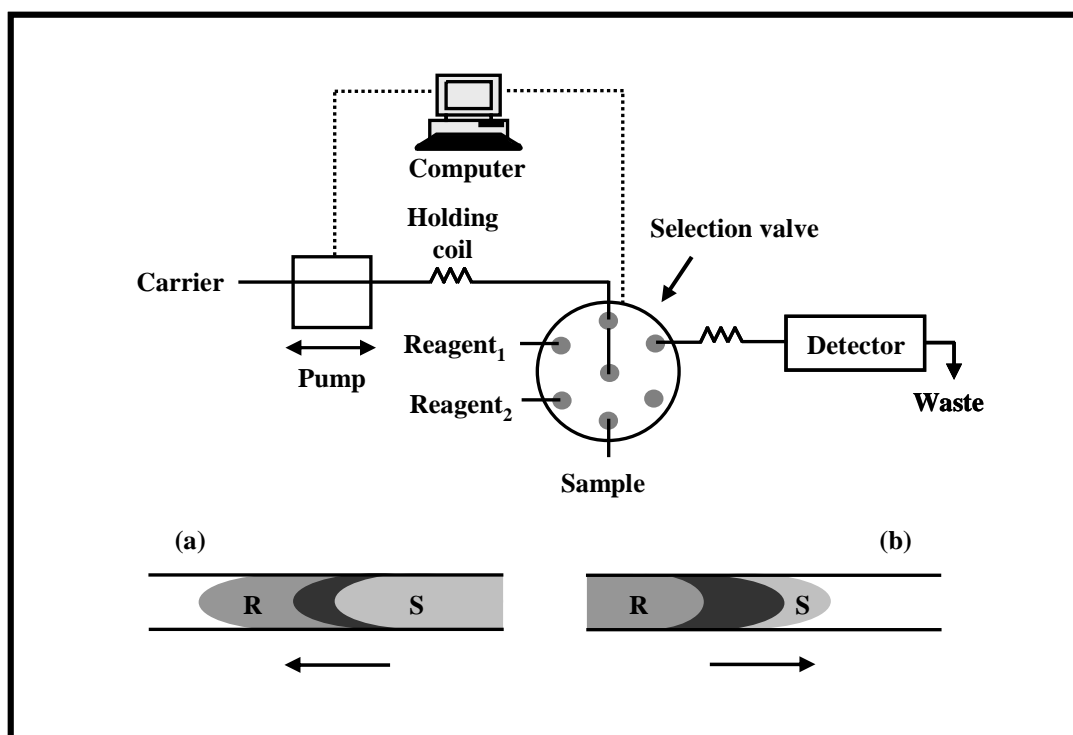 Computer
Holding
coil
Selection valve
Carrier
Reagent₁
Detector
Pump
Reagent₂
Waste
Sample
(a)
(b)
R
S
R
S